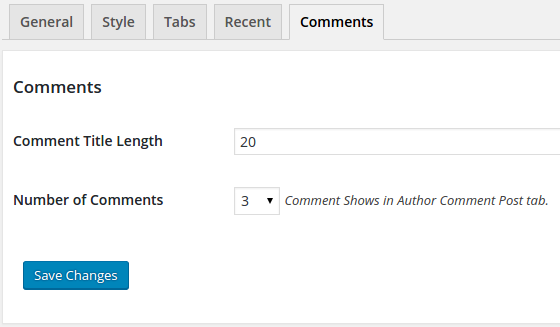 General Style Tabs Recent Comments
Comments
Comment Title Length 20
Number of Comments 3 Comment Shows in Author Comment Post tab.
Save Changes